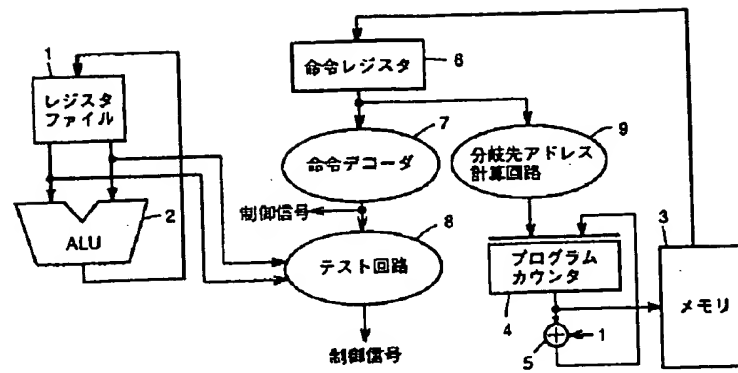 1
レジスタ
ファイル
ALU
2
命令レジスタ
6
命令デコーダ
7
制御信号
テスト回路
8
制御信号
分岐先アドレス
計算回路
9
プログラム
カウンタ
4
5
1
3
メモリ